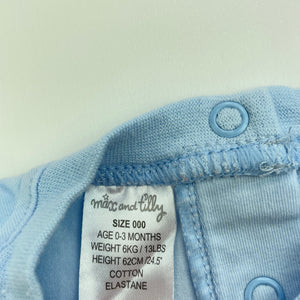 max and tilly
SIZE 000
AGE 0-3 MONTHS
WEIGHT 6KG / 13LBS
HEIGHT 62CM / 24.5"
COTTON
ELASTANE